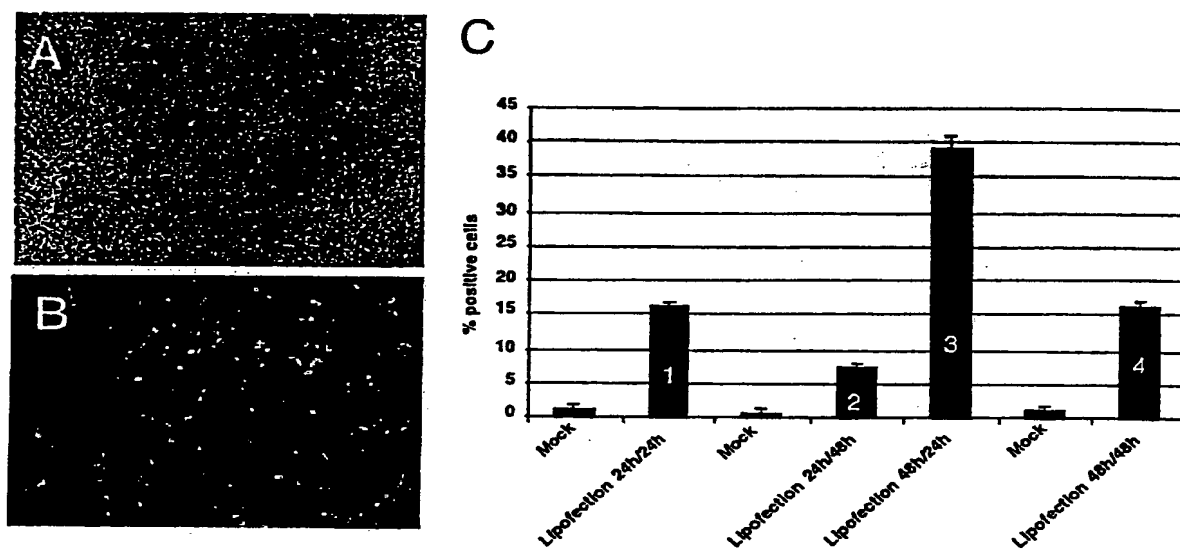 A
B
C
% positive cells
45
40
35
30
25
20
15
10
5
0
1
2
3
4
Mock
Lipofection 24h/24h
Mock
Lipofection 24h/48h
Lipofection 48h/24h
Mock
Lipofection 48h/48h